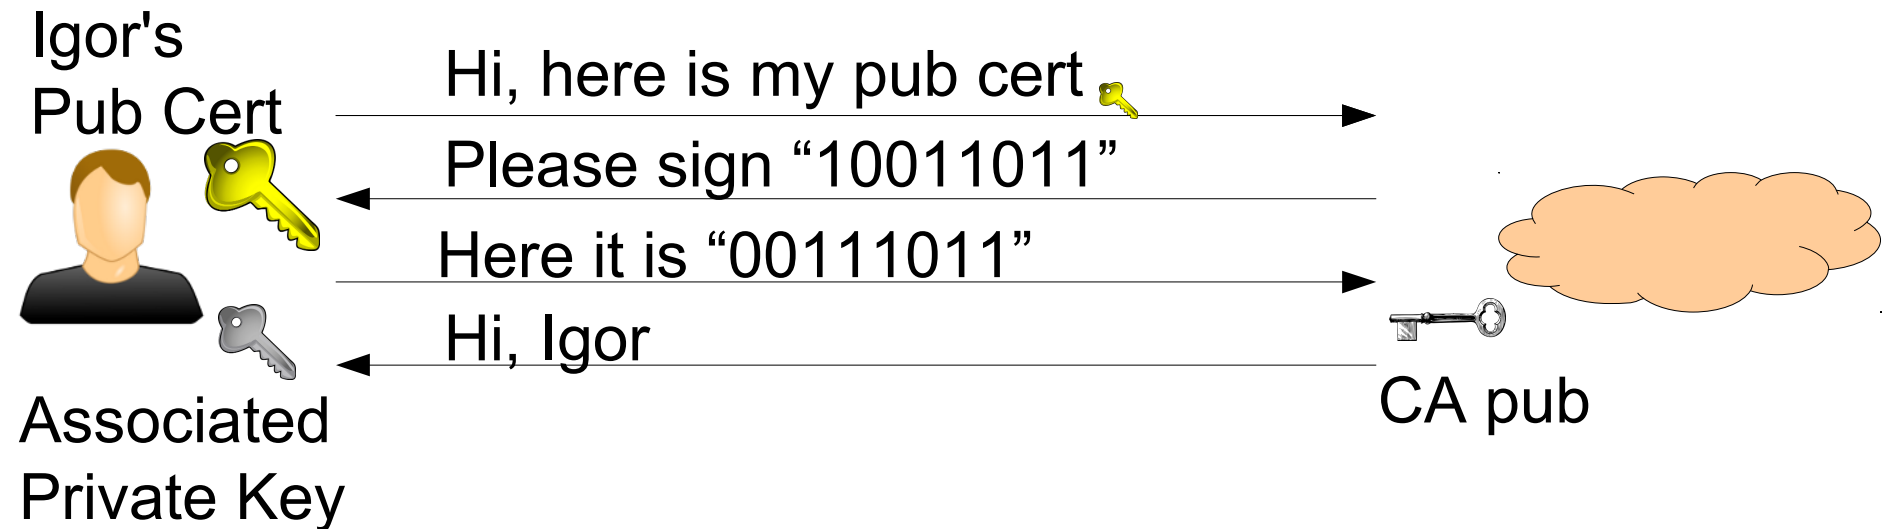 Igor's
Pub Cert
Hi, here is my pub cert
Please sign “10011011”
Here it is “00111011”
Hi, Igor
Associated
Private Key
CA pub